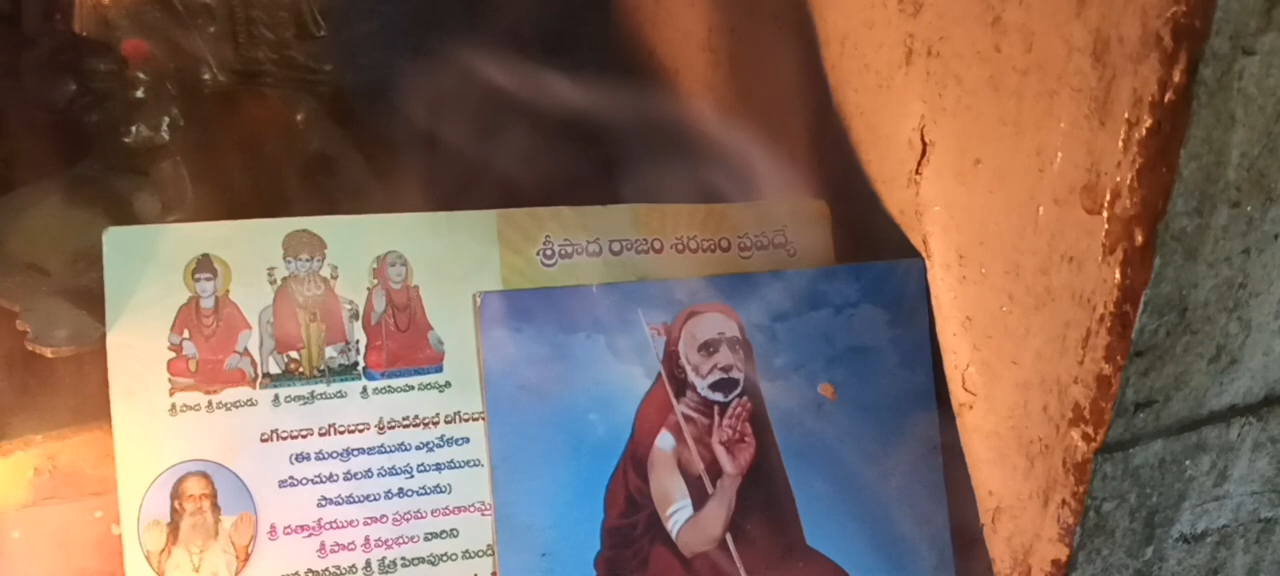 శ్రీపాద రాజం శరణం ప్రపద్యే
శ్రీ పాద శ్రీ వల్లభుడు
శ్రీ దత్తాత్రేయుడు
శ్రీ నరసింహ సరస్వతి
దిగంబరా దిగంబరా శ్రీపాదవల్లభ దిగంబరా
(ఈ మంత్రరాజమును ఎల్లవేళలా
జపించుట వలన సమస్త దుఃఖములు,
పాపములు నశించును)
శ్రీ దత్తాత్రేయుల వారి ప్రథమ అవతారమై
శ్రీపాద శ్రీవల్లభుల వారిని
శ్రీ క్షేత్ర పిఠాపురం నుండి